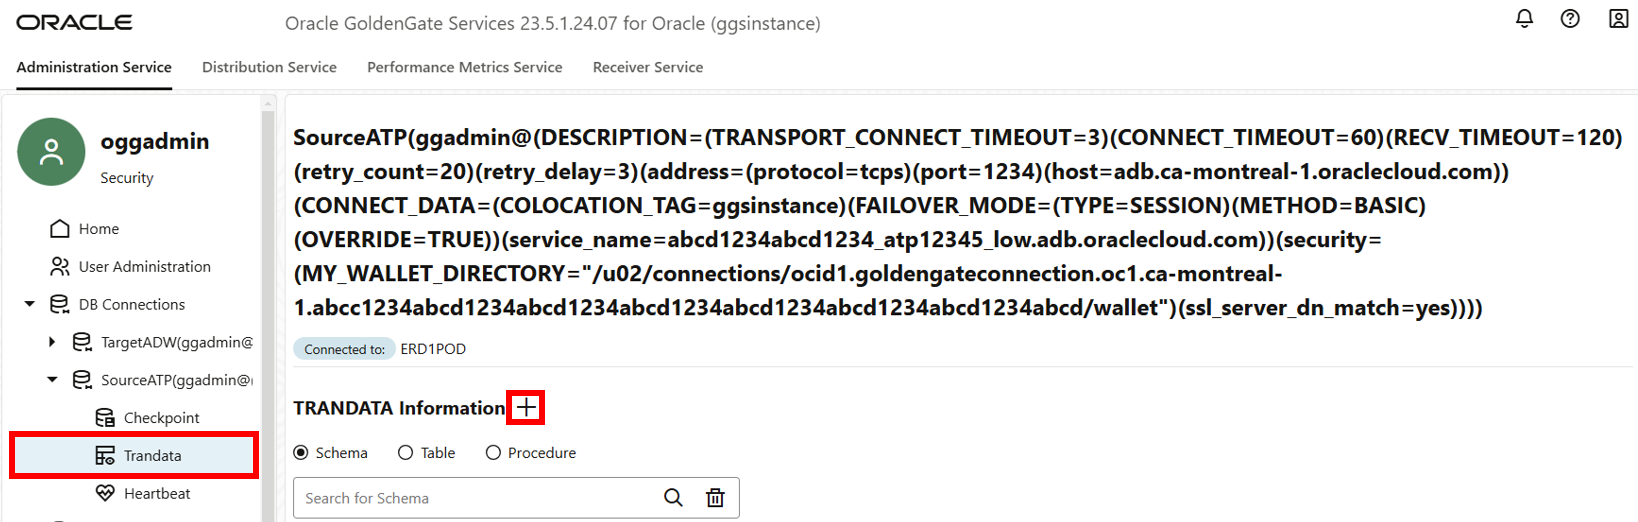 ORACLE
Oracle GoldenGate Services 23.5.1.24.07 for Oracle (ggsinstance)
Administration Service
Distribution Service
Performance Metrics Service
Receiver Service
oggadmin
Security
Home
User Administration
DB Connections
TargetADW(ggadmin@
SourceATP(ggadmin@(
Checkpoint
Trandata
Heartbeat
SourceATP(ggadmin@(DESCRIPTION=(TRANSPORT_CONNECT_TIMEOUT=3)(CONNECT_TIMEOUT=60)(RECV_TIMEOUT=120)
(retry_count=20)(retry_delay=3)(address=(protocol=tcps)(port=1234)(host=adb.ca-montreal-1.oraclecloud.com))
(CONNECT_DATA=(COLOCATION_TAG=ggsinstance)(FAILOVER_MODE=(TYPE=SESSION)(METHOD=BASIC)
(OVERRIDE=TRUE))(service_name=abcd1234abcd1234_atp12345_low.adb.oraclecloud.com))(security=
(MY_WALLET_DIRECTORY="/u02/connections/ocid1.goldengateconnection.oc1.ca-montreal-
1.abcc1234abcd1234abcd1234abcd1234abcd1234abcd1234abcd1234abcd/wallet")(ssl_server_dn_match=yes))))
Connected to: ERD1POD
TRANDATA Information
Schema
Table
Procedure
Search for Schema